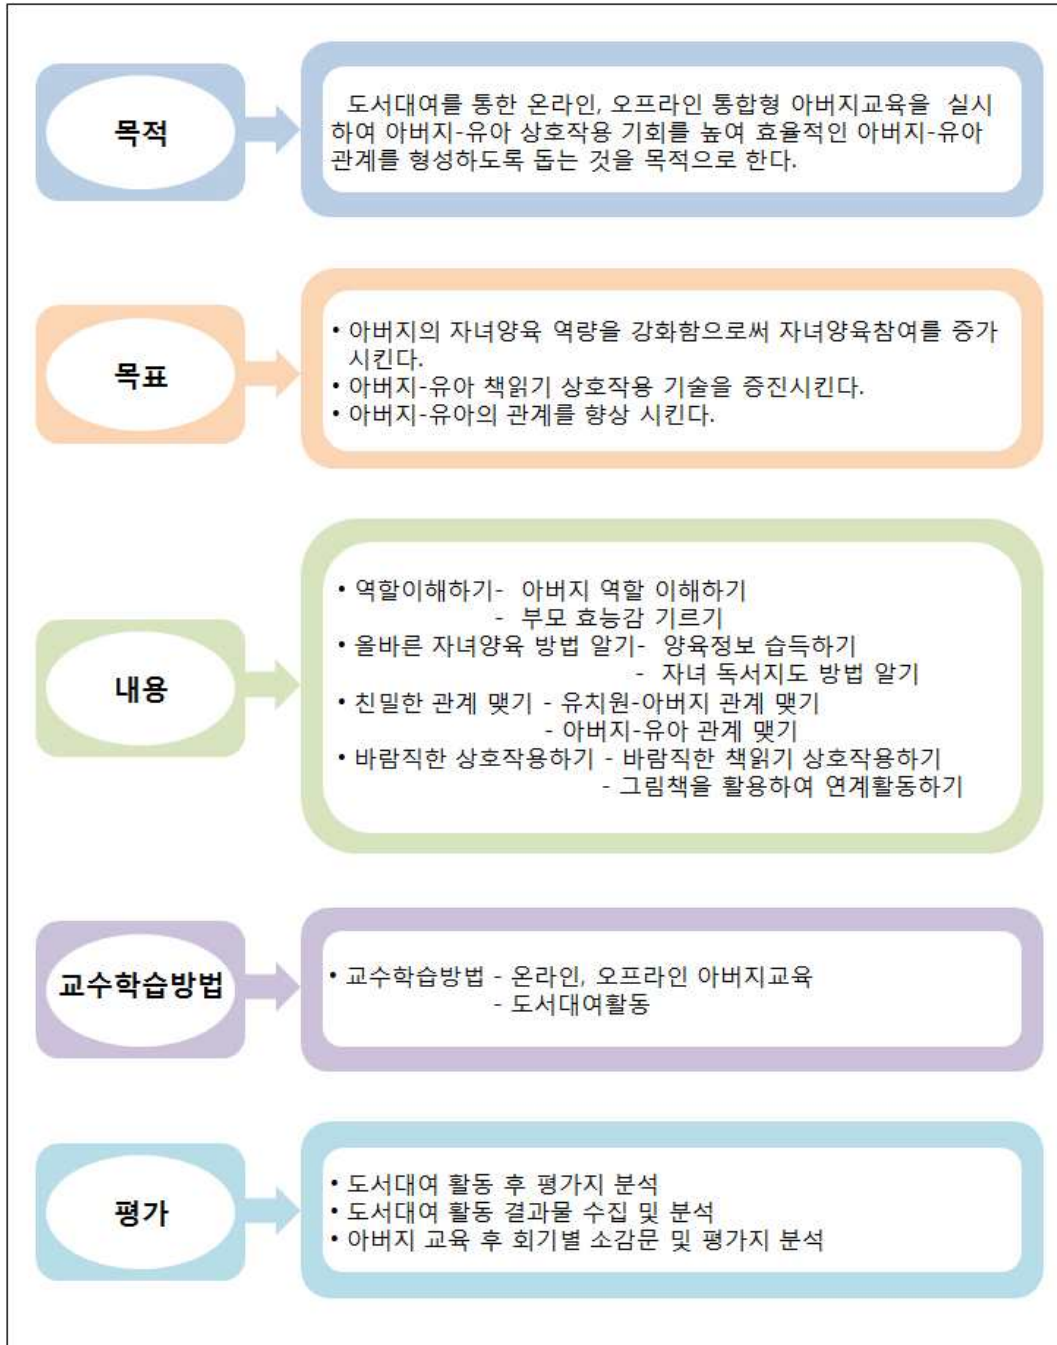 목적
도서대여를 통한 온라인, 오프라인 통합형 아버지교육을 실시
하여 아버지-유아 상호작용 기회를 높여 효율적인 아버지-유아
관계를 형성하도록 돕는 것을 목적으로 한다.
목표
• 아버지의 자녀양육 역량을 강화함으로써 자녀양육참여를 증가
시킨다.
• 아버지-유아 책읽기 상호작용 기술을 증진시킨다.
• 아버지-유아의 관계를 향상 시킨다.
내용
• 역할이해하기- 아버지 역할 이해하기
- 부모 효능감 기르기
• 올바른 자녀양육 방법 알기- 양육정보 습득하기
- 자녀 독서지도 방법 알기
• 친밀한 관계 맺기 - 유치원-아버지 관계 맺기
- 아버지-유아 관계 맺기
• 바람직한 상호작용하기 - 바람직한 책읽기 상호작용하기
- 그림책을 활용하여 연계활동하기
교수학습방법
• 교수학습방법 - 온라인, 오프라인 아버지교육
- 도서대여활동
평가
• 도서대여 활동 후 평가지 분석
• 도서대여 활동 결과물 수집 및 분석
• 아버지 교육 후 회기별 소감문 및 평가지 분석